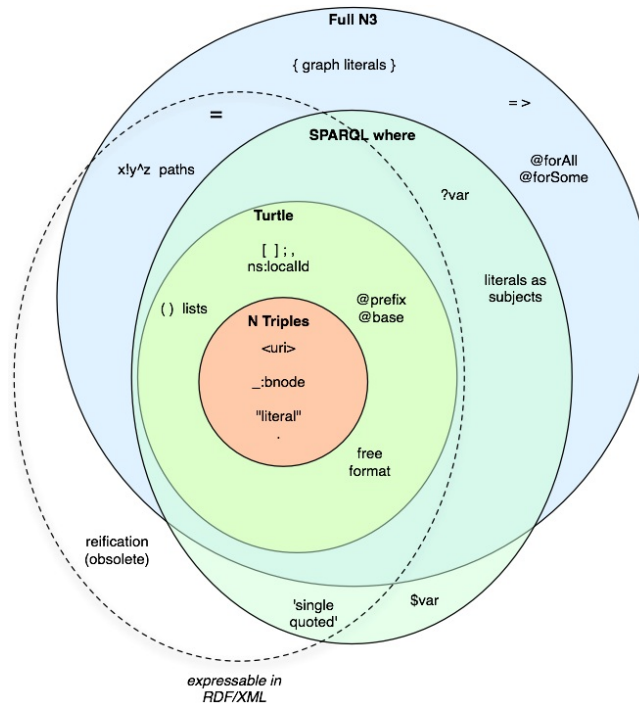 Full N3
{ graph literals }
=
= >
SPARQL where
@forAll
@forSome
x!y^z paths
?var
Turtle
[ ] ; ,
ns:localId
literals as
subjects
( ) lists
@prefix
@base
N Triples
<uri>
_:bnode
"literal"
.
free
format
reification
(obsolete)
'single
quoted'
$var
expressable in
RDF/XML